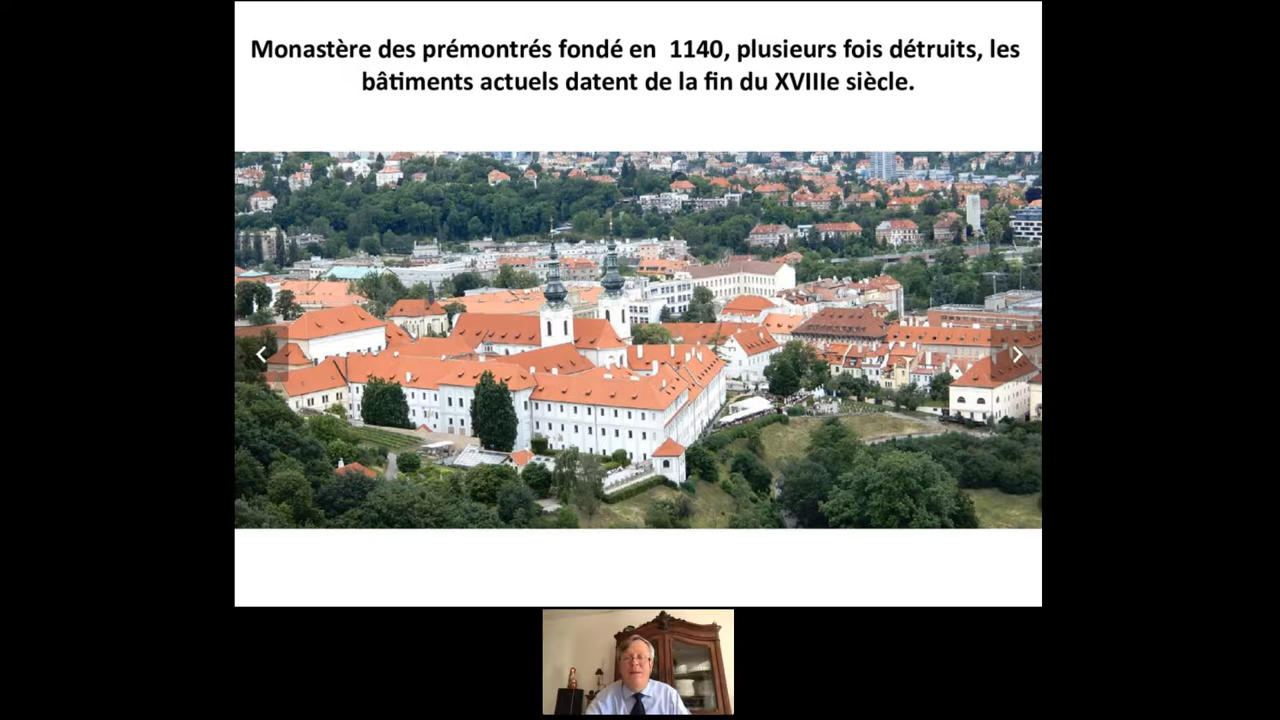 Monastère des prémontrés fondé en 1140, plusieurs fois détruits, les
bâtiments actuels datent de la fin du XVIIIe siècle.